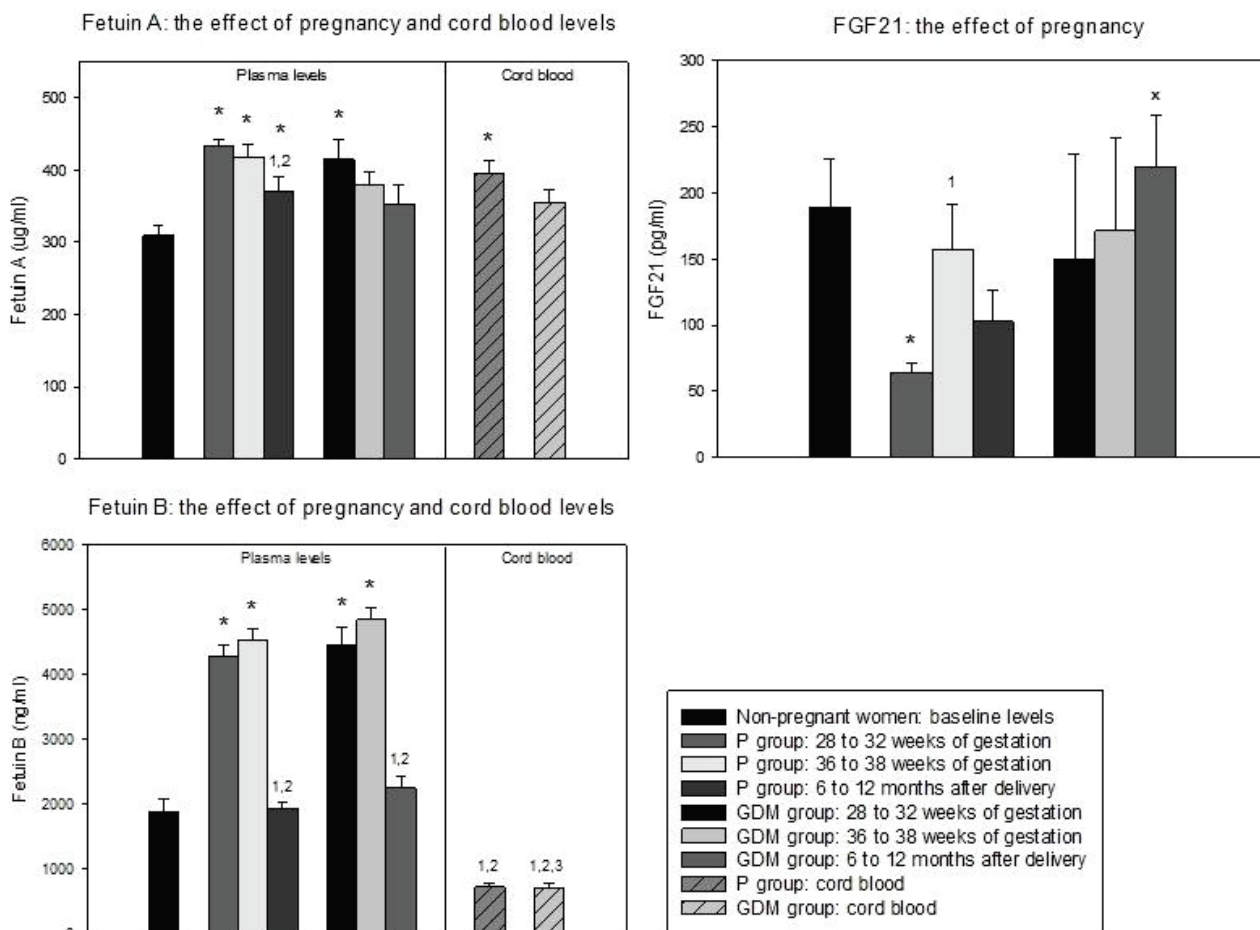 Fetuin A: the effect of pregnancy and cord blood levels
Plasma levels
Cord blood
Fetuin A (ug/ml)
500
400
300
200
100
0
*
*
*
1,2
*
*
FGF21: the effect of pregnancy
FGF21 (pg/ml)
300
250
200
150
100
50
0
*
1
x
Fetuin B: the effect of pregnancy and cord blood levels
Plasma levels
Cord blood
Fetuin B (ng/ml)
6000
5000
4000
3000
2000
1000
*
*
1,2
*
*
1,2
1,2
1,2,3
Non-pregnant women: baseline levels
P group: 28 to 32 weeks of gestation
P group: 36 to 38 weeks of gestation
P group: 6 to 12 months after delivery
GDM group: 28 to 32 weeks of gestation
GDM group: 36 to 38 weeks of gestation
GDM group: 6 to 12 months after delivery
P group: cord blood
GDM group: cord blood